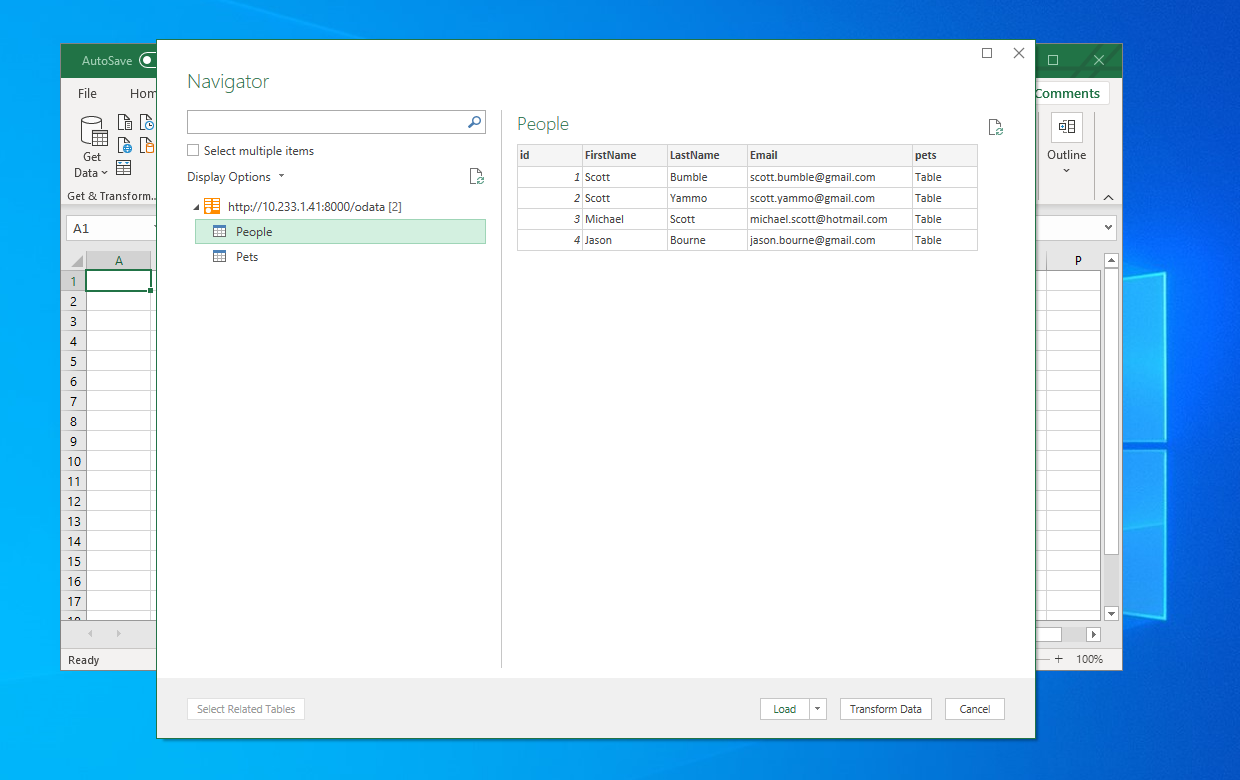 AutoSave
File Hom
Comments
Get
Data
Get & Transform...
Outline
A1
A
P
1
2
3
4
5
6
7
8
9
10
11
12
13
14
15
16
17
Ready
100%
Navigator
Select multiple items
Display Options
http://10.233.1.41:8000/odata [2]
People
Pets
People
id FirstName LastName Email pets
1 Scott Bumble scott.bumble@gmail.com Table
2 Scott Yammo scott.yammo@gmail.com Table
3 Michael Scott michael.scott@hotmail.com Table
4 Jason Bourne jason.bourne@gmail.com Table
Select Related Tables
Load Transform Data Cancel